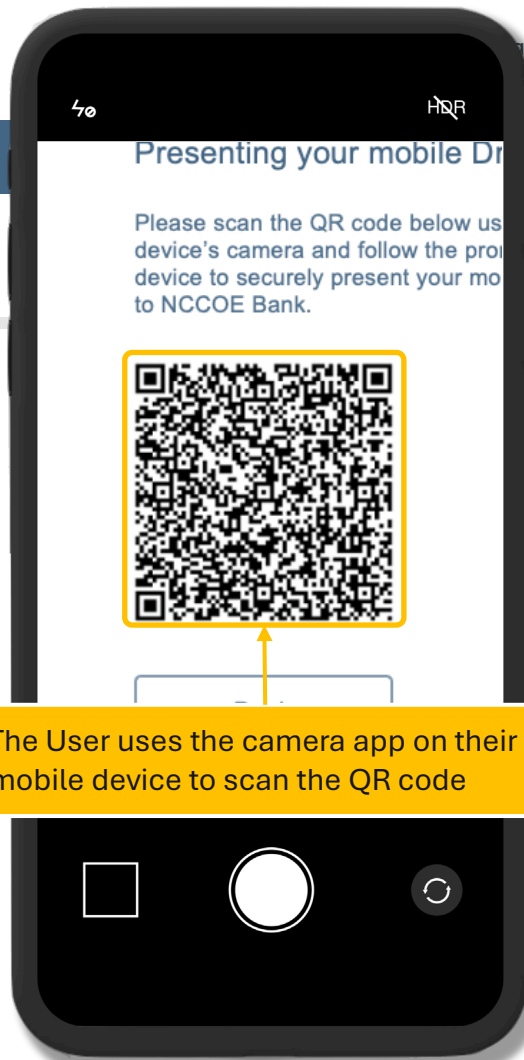 HDR
Presenting your mobile Dr
Please scan the QR code below us
device's camera and follow the pro
device to securely present your mo
to NCCOE Bank.
The User uses the camera app on their
mobile device to scan the QR code